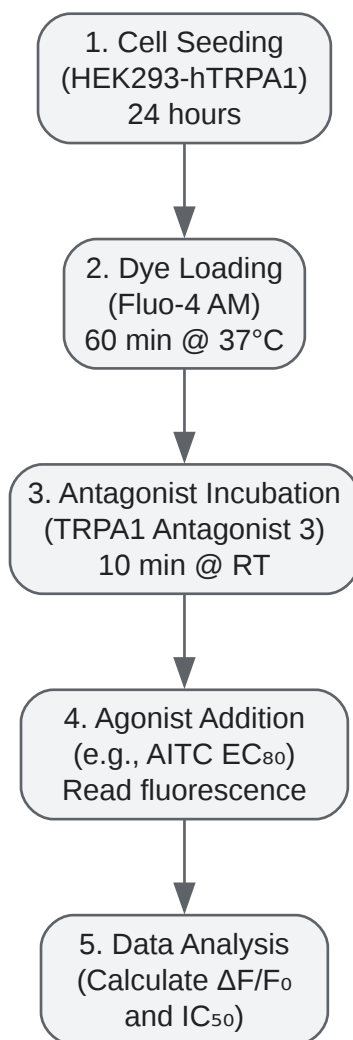 1. Cell Seeding
(HEK293-hTRPA1)
24 hours
2. Dye Loading
(Fluo-4 AM)
60 min @ 37°C
3. Antagonist Incubation
(TRPA1 Antagonist 3)
10 min @ RT
4. Agonist Addition
(e.g., AITC EC₈₀)
Read fluorescence
5. Data Analysis
(Calculate ΔF/F₀
and IC₅₀)